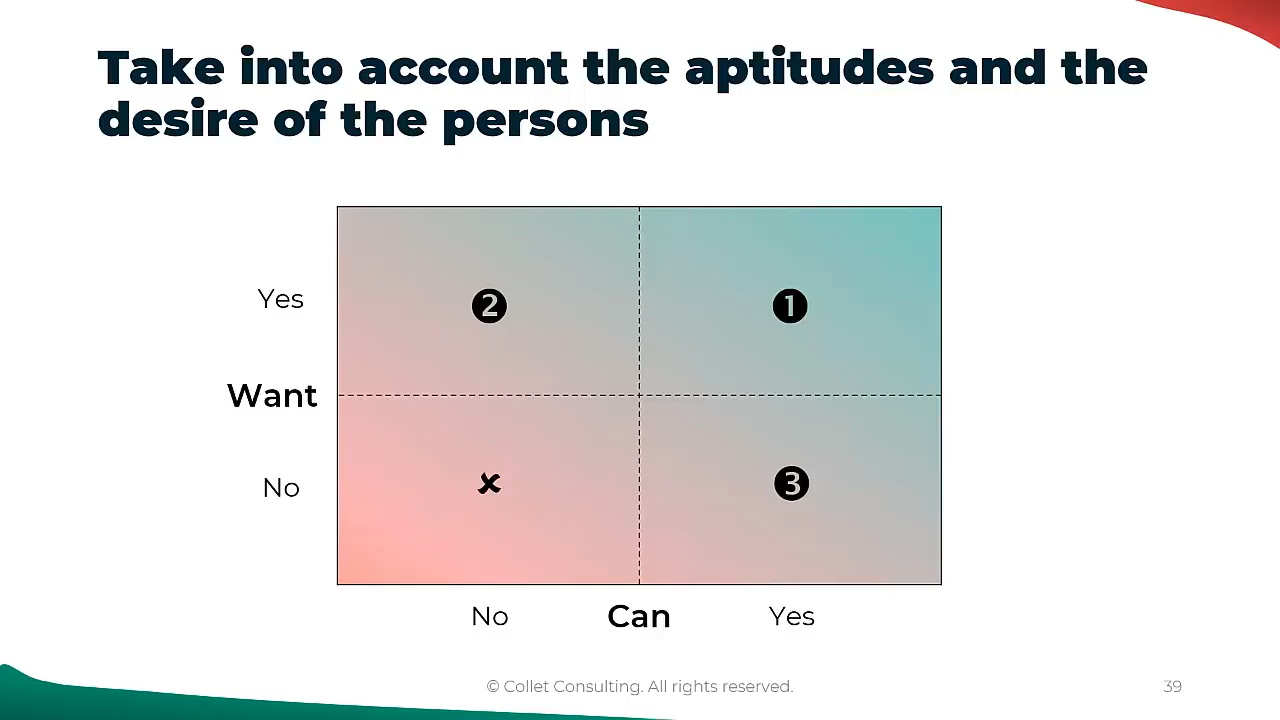 Take into account the aptitudes and the
desire of the persons
Yes
❷
❶
Want
No
✘
❸
No
Can
Yes
© Collet Consulting. All rights reserved.
39